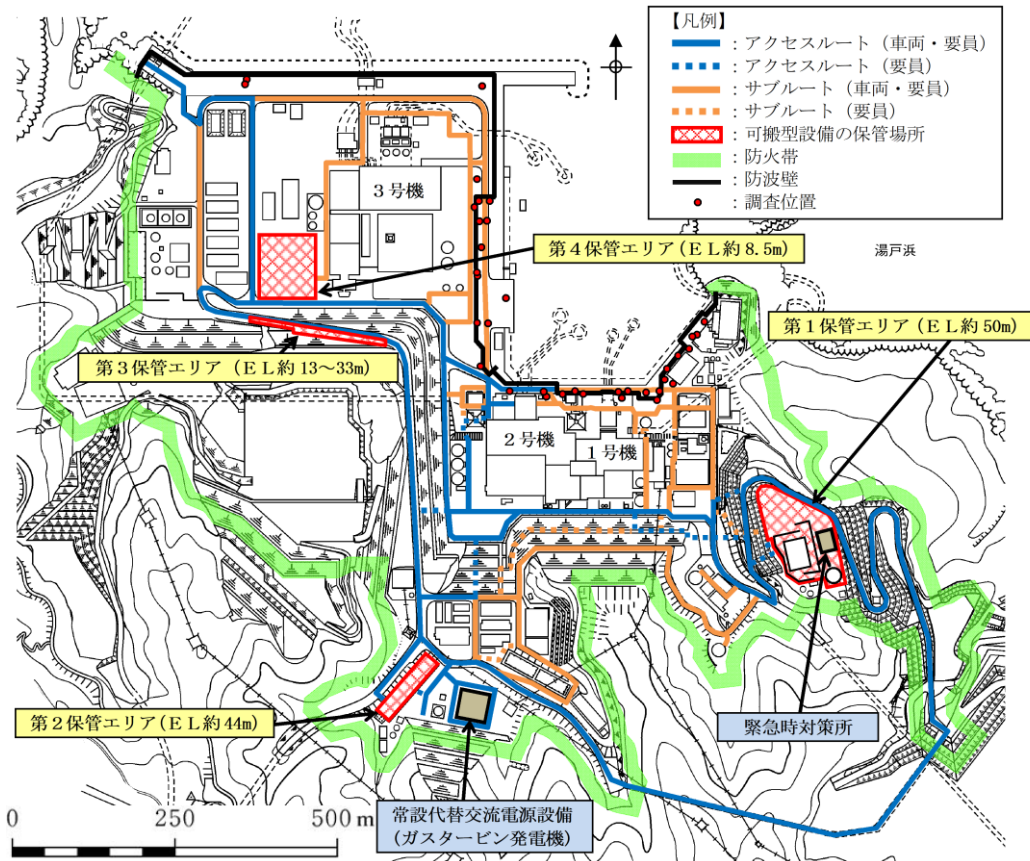 【凡例】
：アクセスルート（車両・要員）
：アクセスルート（要員）
：サブルート（車両・要員）
：サブルート（要員）
：可搬型設備の保管場所
：防火帯
：防波壁
：調査位置
3号機
第4保管エリア（EL約8.5m）
湯戸浜
第1保管エリア（EL約50m）
第3保管エリア（EL約13～33m）
2号機
1号機
第2保管エリア（EL約44m）
緊急時対策所
常設代替交流電源設備
（ガスタービン発電機）
0 250 500 m